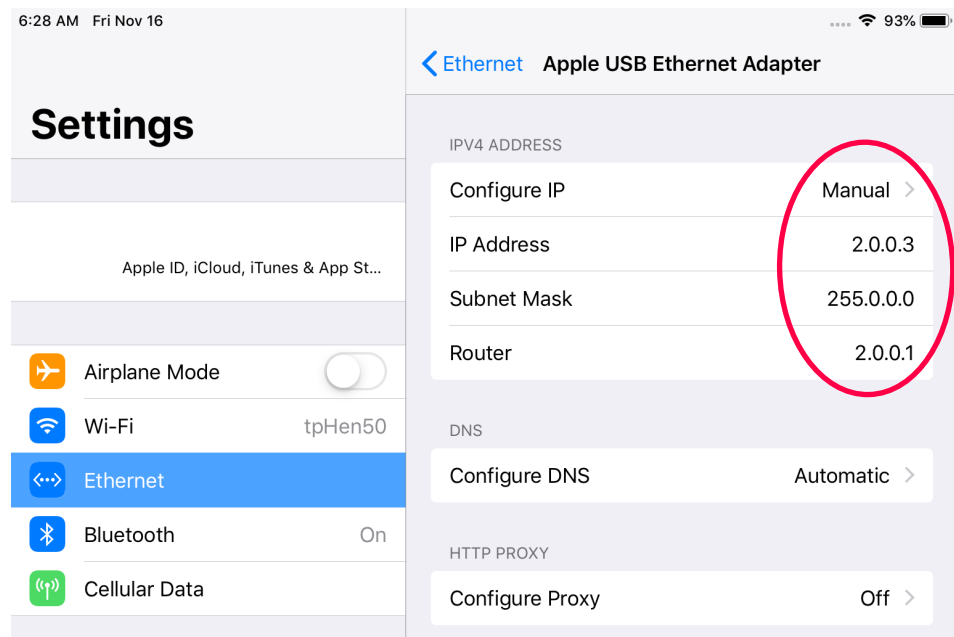 6:28 AM Fri Nov 16
93%
Settings
Apple ID, iCloud, iTunes & App St...
Airplane Mode
Wi-Fi tpHen50
Ethernet
Bluetooth On
Cellular Data
Ethernet Apple USB Ethernet Adapter
IPV4 ADDRESS
Configure IP Manual
IP Address 2.0.0.3
Subnet Mask 255.0.0.0
Router 2.0.0.1
DNS
Configure DNS Automatic
HTTP PROXY
Configure Proxy Off